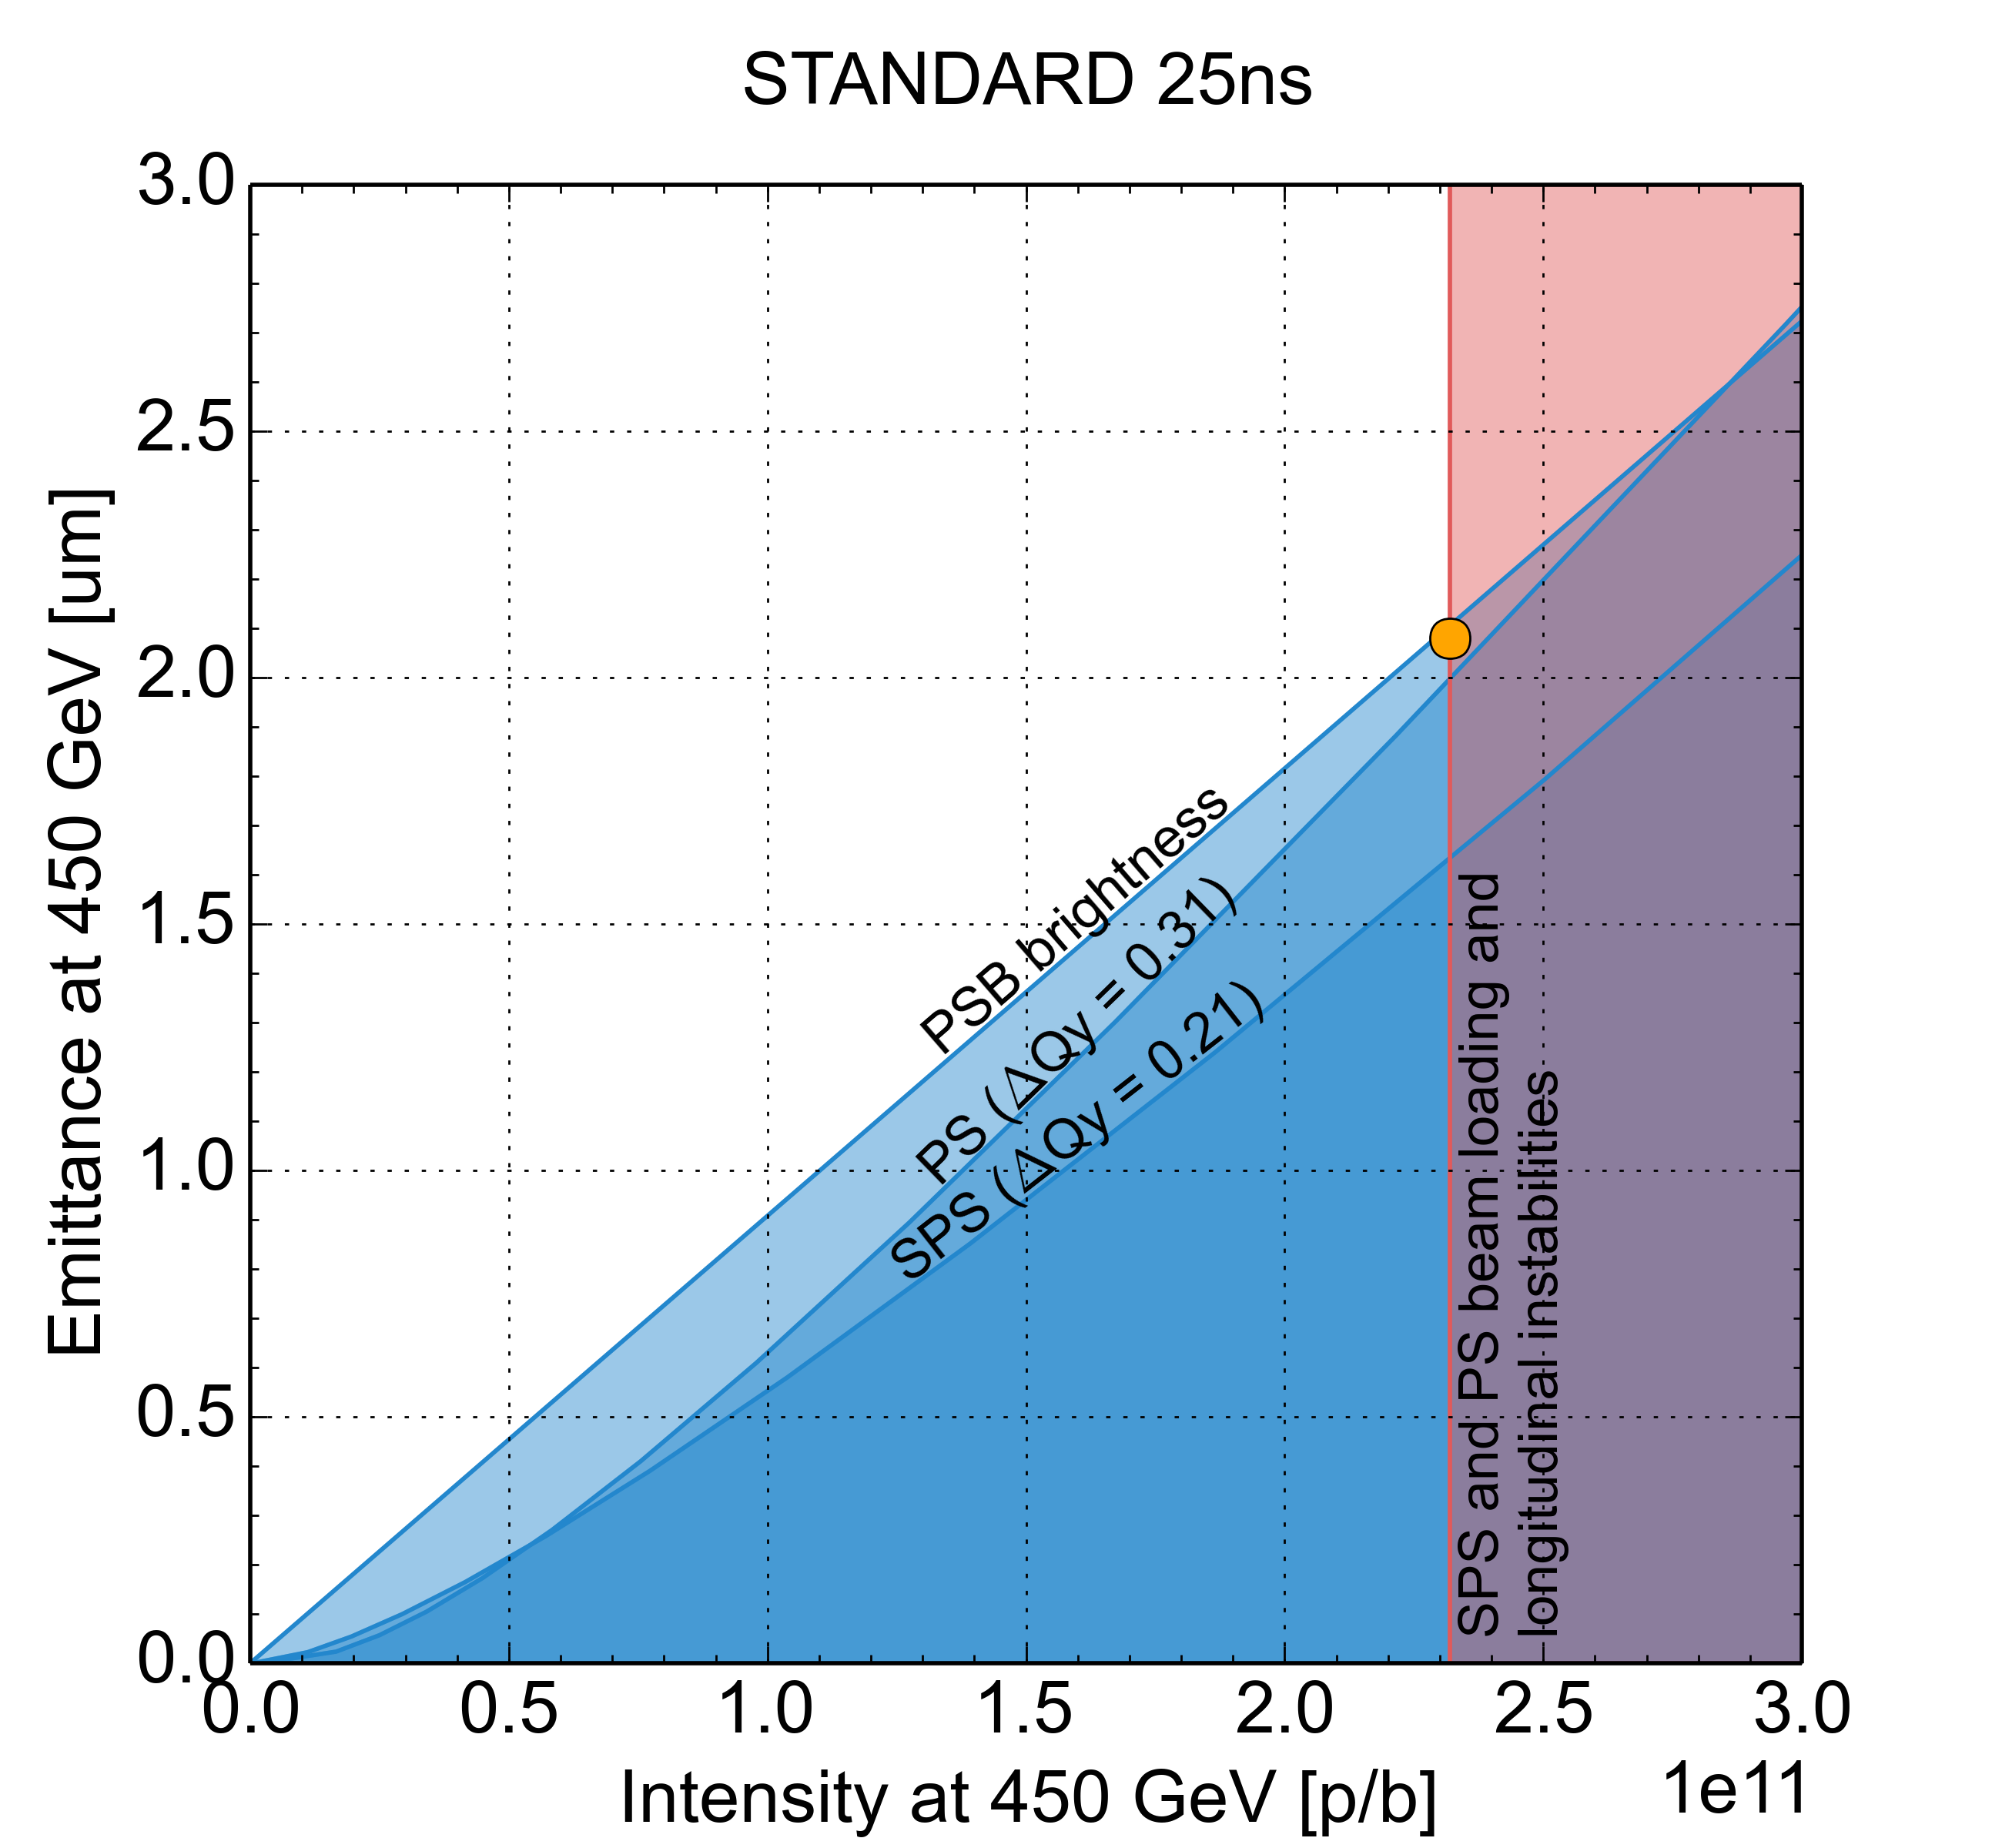 STANDARD 25ns
3.0
2.5
2.0
1.5
1.0
0.5
0.0
Emittance at 450 GeV [um]
PSB brightness
PS (ΔQy = 0.31)
SPS (ΔQy = 0.21)
SPS and PS beam loading and
longitudinal instabilities
0.0 0.5 1.0 1.5 2.0 2.5 3.0
Intensity at 450 GeV [p/b]
1e11